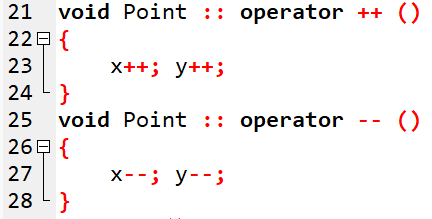 21 void Point :: operator ++ ()
22 {
23 x++; y++;
24 }
25 void Point :: operator -- ()
26 {
27 x--; y--;
28 }